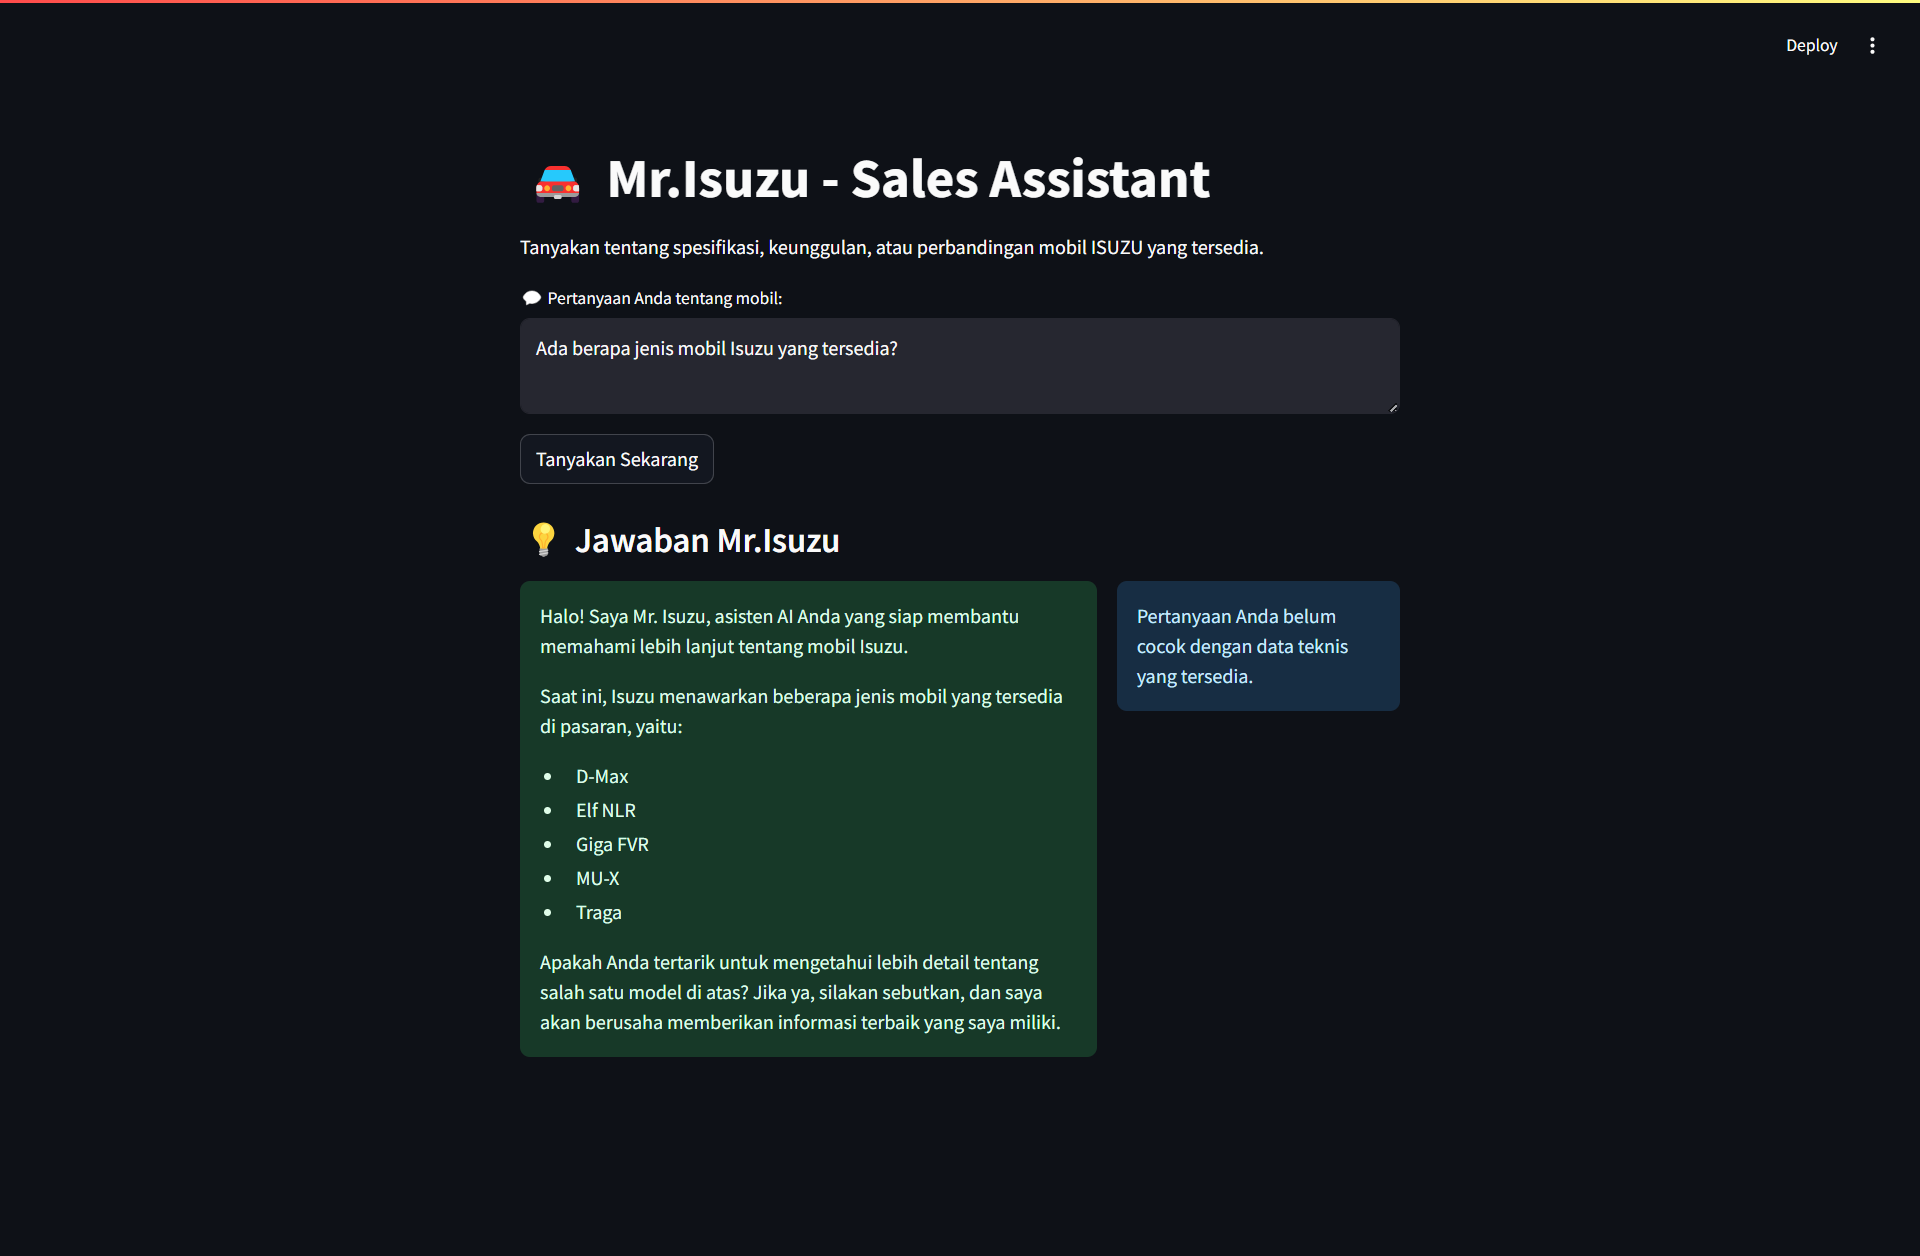 Deploy
Mr.Isuzu - Sales Assistant
Tanyakan tentang spesifikasi, keunggulan, atau perbandingan mobil ISUZU yang tersedia.
Pertanyaan Anda tentang mobil:
Ada berapa jenis mobil Isuzu yang tersedia?
Tanyakan Sekarang
Jawaban Mr.Isuzu
Halo! Saya Mr. Isuzu, asisten AI Anda yang siap membantu
memahami lebih lanjut tentang mobil Isuzu.
Saat ini, Isuzu menawarkan beberapa jenis mobil yang tersedia
di pasaran, yaitu:
• D-Max
• Elf NLR
• Giga FVR
• MU-X
• Traga
Apakah Anda tertarik untuk mengetahui lebih detail tentang
salah satu model di atas? Jika ya, silakan sebutkan, dan saya
akan berusaha memberikan informasi terbaik yang saya miliki.
Pertanyaan Anda belum
cocok dengan data teknis
yang tersedia.